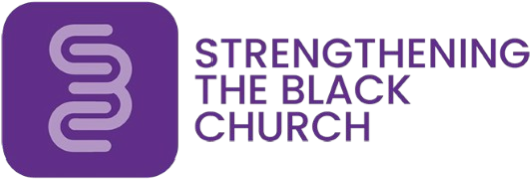 STRENGTHENING
THE BLACK
CHURCH